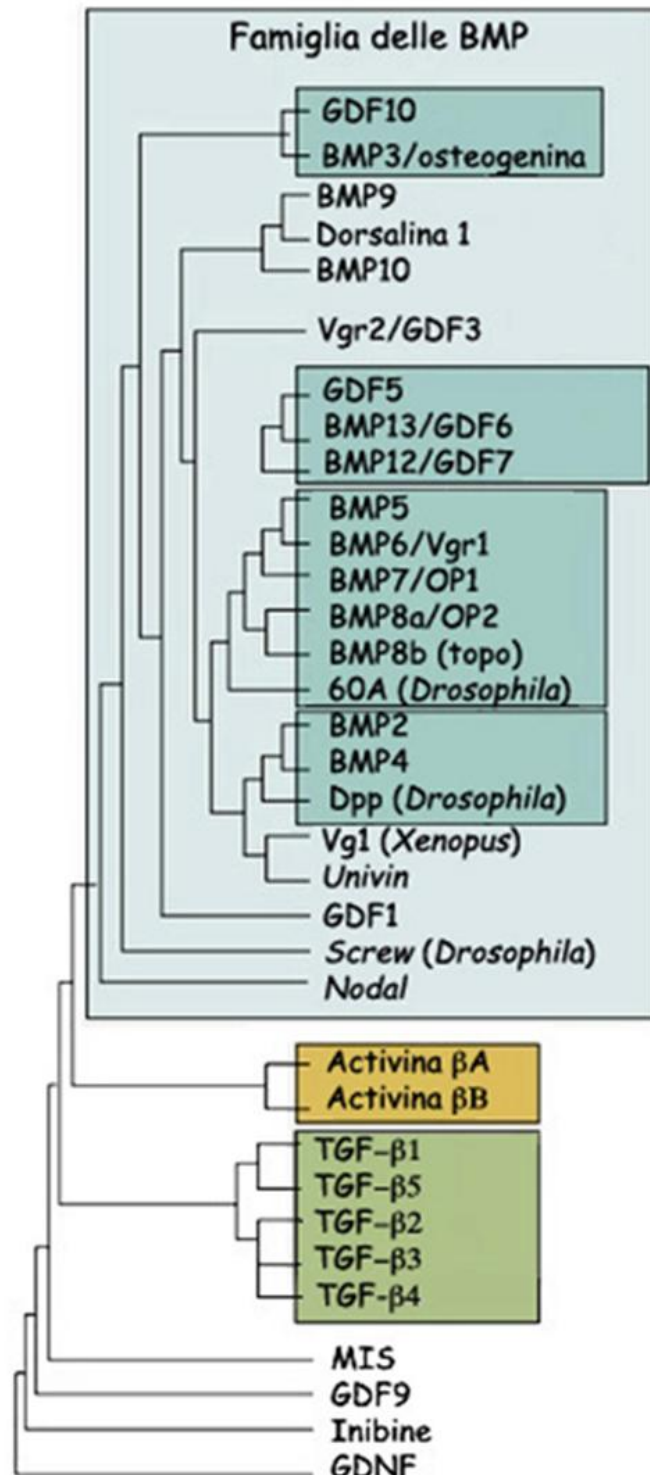 Famiglia delle BMP
GDF10
BMP3/osteogenina
BMP9
Dorsalina 1
BMP10
Vgr2/GDF3
GDF5
BMP13/GDF6
BMP12/GDF7
BMP5
BMP6/Vgr1
BMP7/OP1
BMP8a/OP2
BMP8b (topo)
60A (Drosophila)
BMP2
BMP4
Dpp (Drosophila)
Vg1 (Xenopus)
Univin
GDF1
Screw (Drosophila)
Nodal
Activina βA
Activina βB
TGF-β1
TGF-β5
TGF-β2
TGF-β3
TGF-β4
MIS
GDF9
Inibine
GDNF